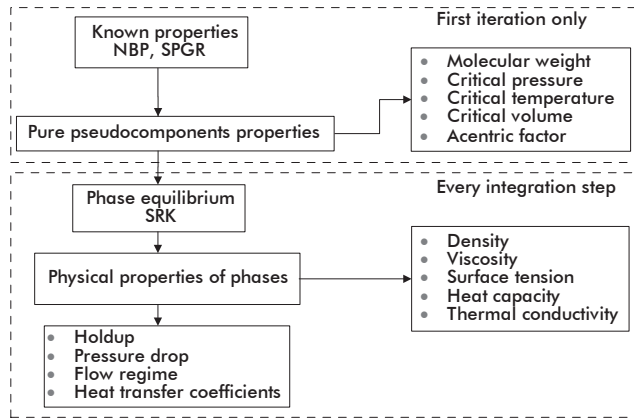 First iteration only
Known properties
NBP, SPGR
Pure pseudocomponents properties
Molecular weight
Critical pressure
Critical temperature
Critical volume
Acentric factor
Every integration step
Phase equilibrium
SRK
Physical properties of phases
Density
Viscosity
Surface tension
Heat capacity
Thermal conductivity
Holdup
Pressure drop
Flow regime
Heat transfer coefficients